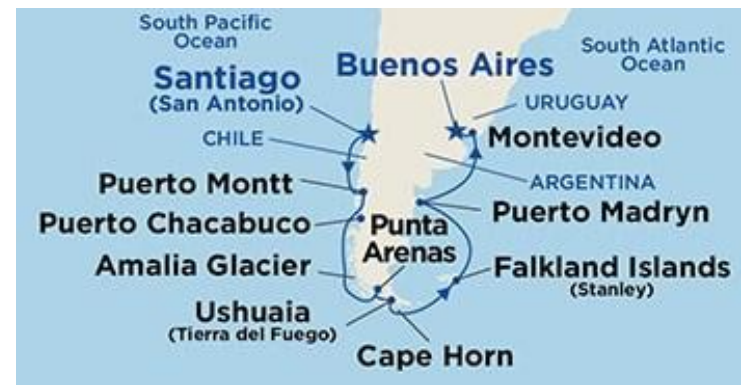 South Pacific
Ocean
South Atlantic
Ocean
Buenos Aires
Santiago
(San Antonio)
URUGUAY
CHILE
Montevideo
Puerto Montt
ARGENTINA
Puerto Chacabuco
Punta
Arenas
Puerto Madryn
Amalia Glacier
Falkland Islands
(Stanley)
Ushuaia
(Tierra del Fuego)
Cape Horn